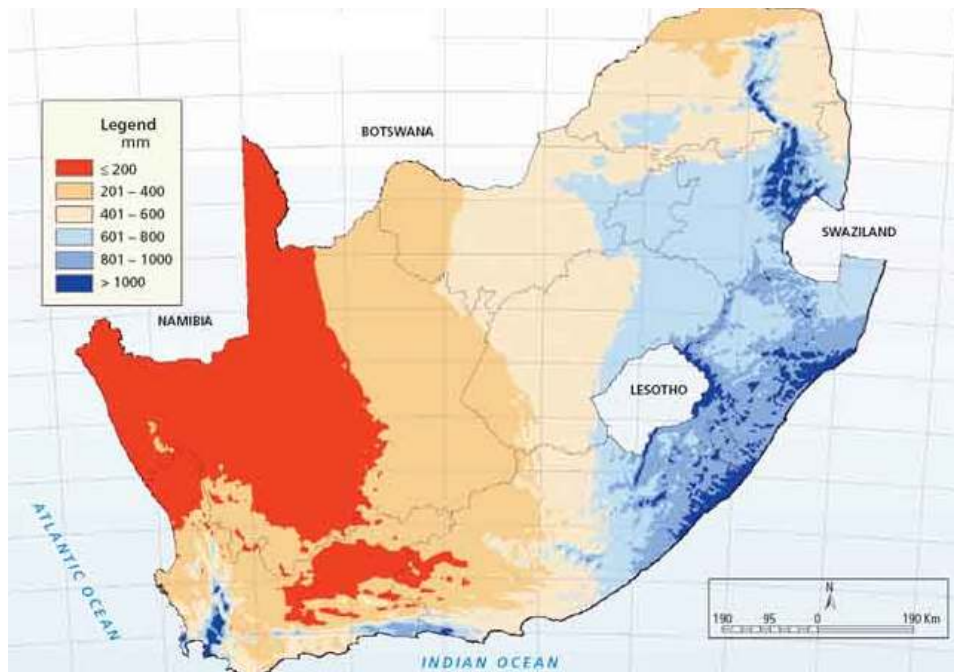 Legend
mm
≤ 200
201 – 400
401 – 600
601 – 800
801 – 1000
> 1000
BOTSWANA
NAMIBIA
SWAZILAND
LESOTHO
ATLANTIC OCEAN
INDIAN OCEAN
N
190 95 0 190 Km